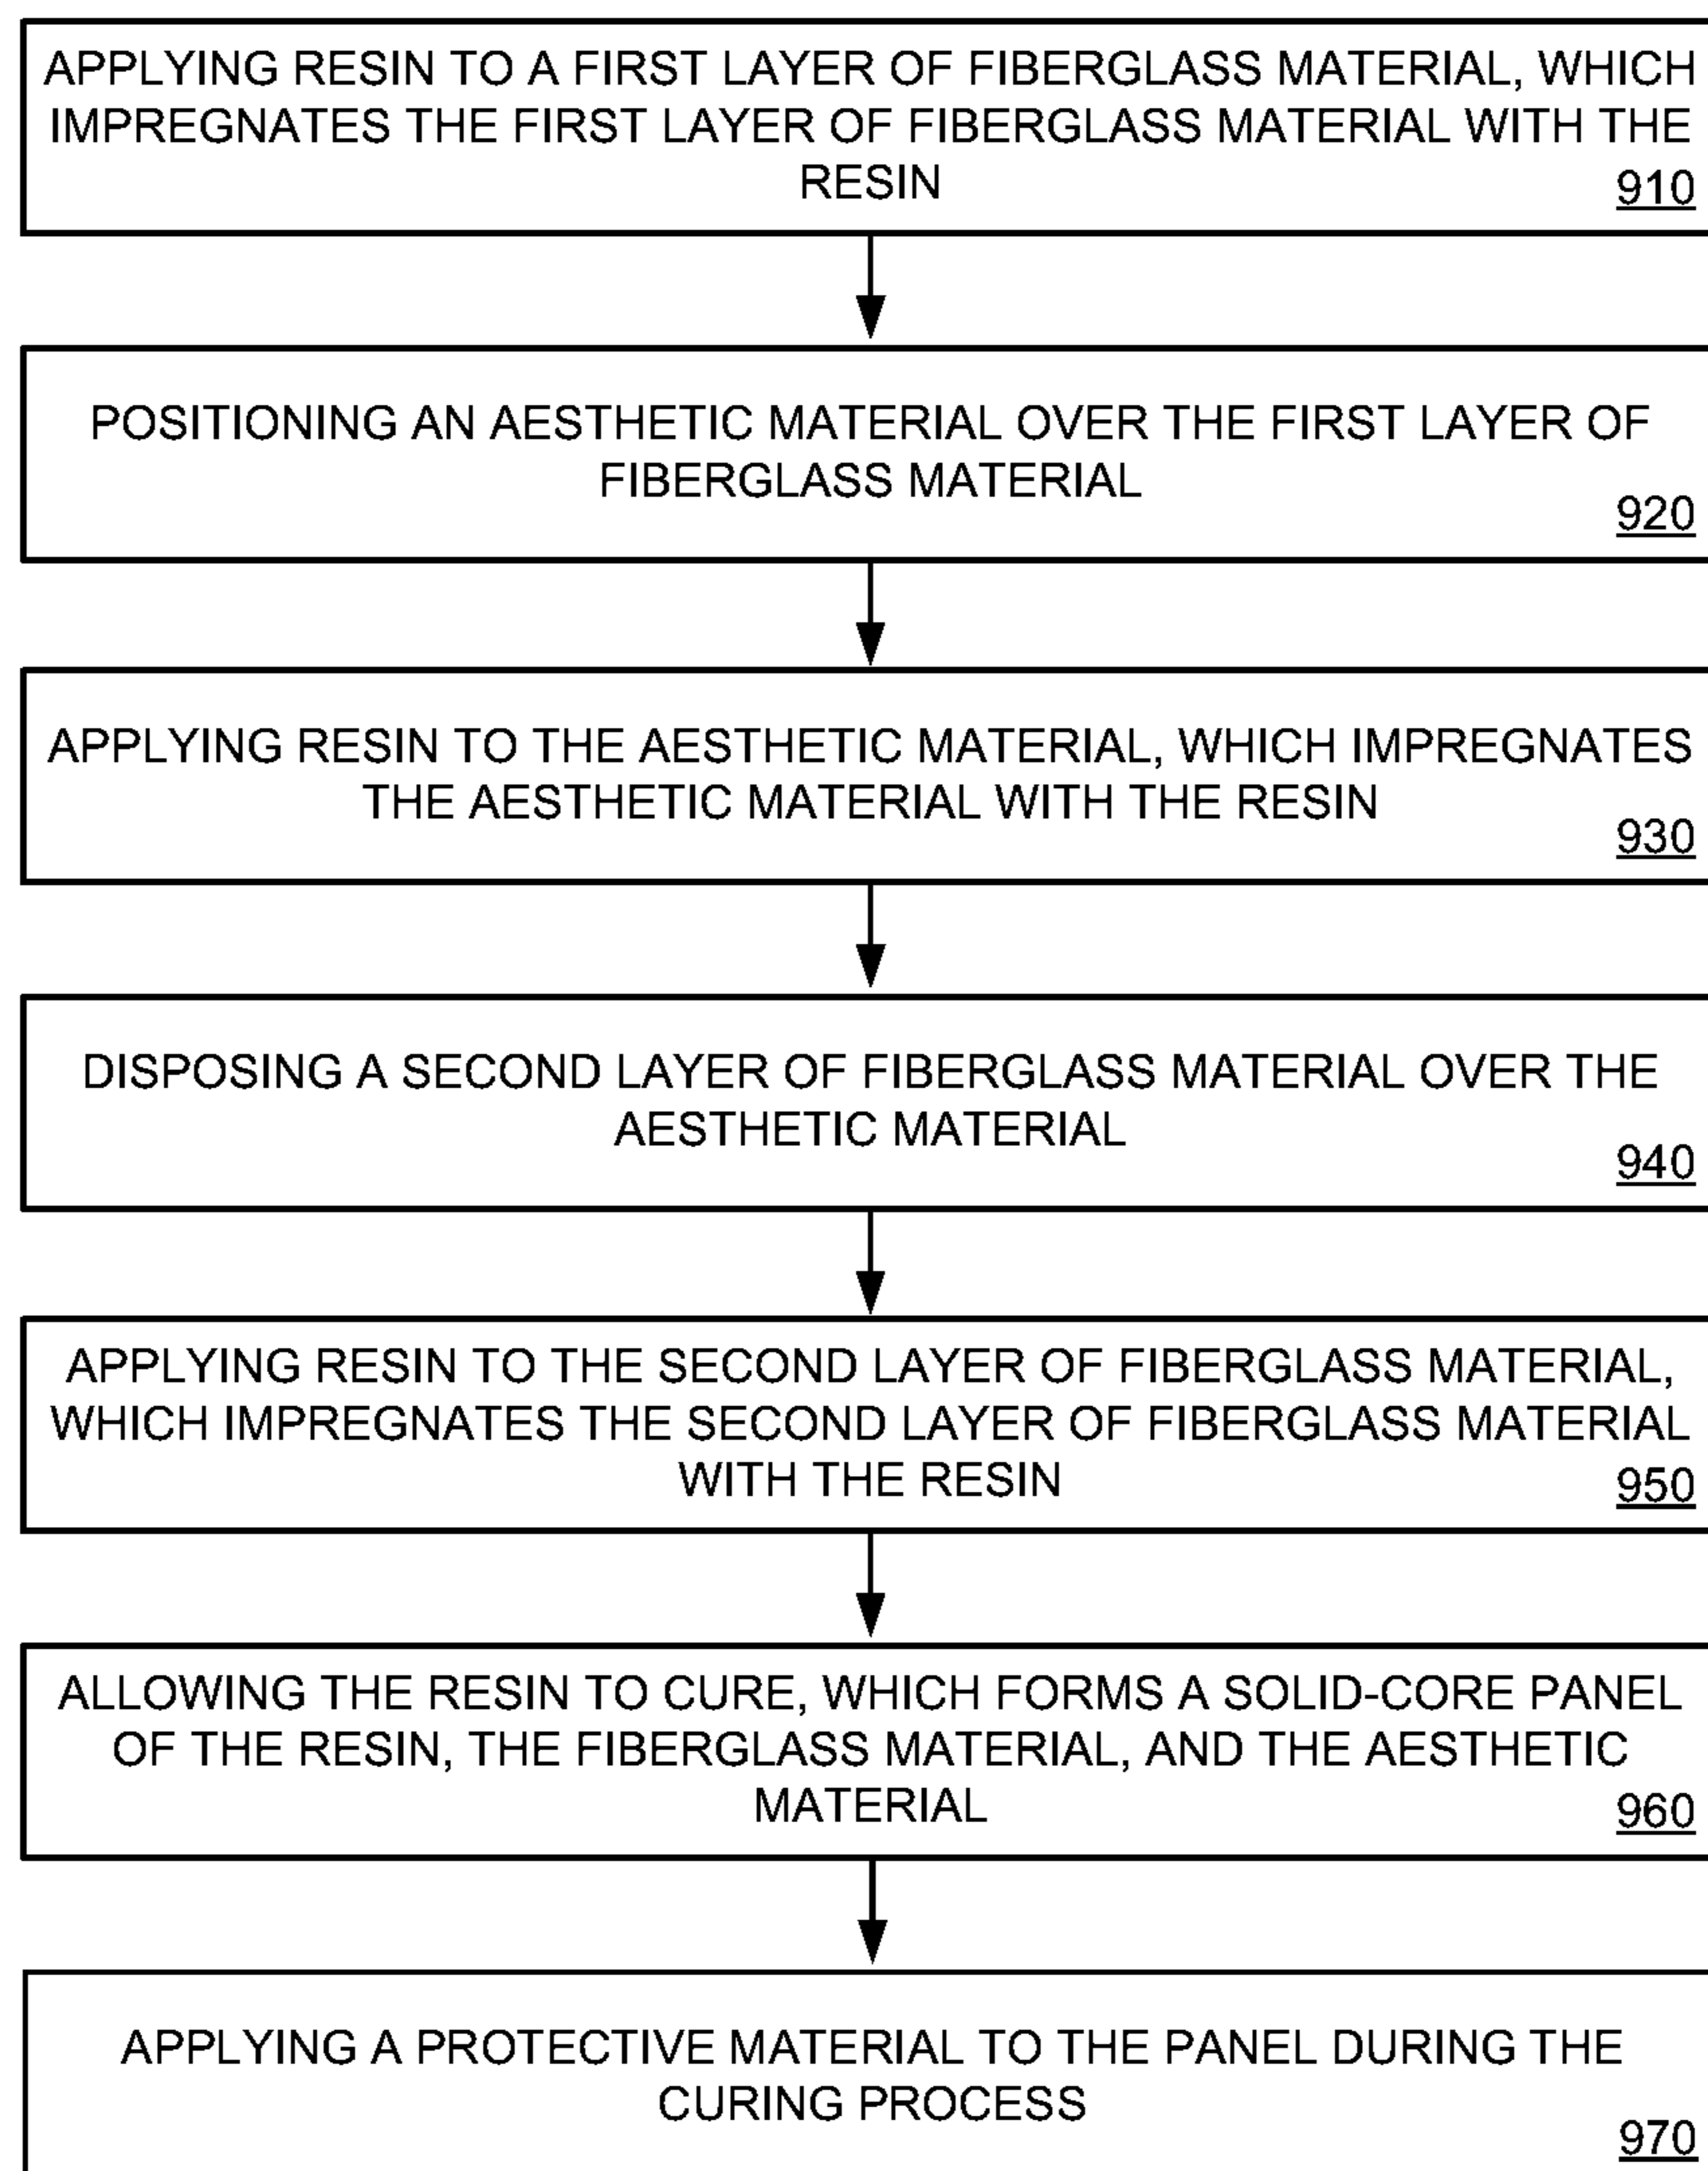 APPLYING RESIN TO A FIRST LAYER OF FIBERGLASS MATERIAL, WHICH
IMPREGNATES THE FIRST LAYER OF FIBERGLASS MATERIAL WITH THE
RESIN
910
POSITIONING AN AESTHETIC MATERIAL OVER THE FIRST LAYER OF
FIBERGLASS MATERIAL
920
APPLYING RESIN TO THE AESTHETIC MATERIAL, WHICH IMPREGNATES
THE AESTHETIC MATERIAL WITH THE RESIN
930
DISPOSING A SECOND LAYER OF FIBERGLASS MATERIAL OVER THE
AESTHETIC MATERIAL
940
APPLYING RESIN TO THE SECOND LAYER OF FIBERGLASS MATERIAL,
WHICH IMPREGNATES THE SECOND LAYER OF FIBERGLASS MATERIAL
WITH THE RESIN
950
ALLOWING THE RESIN TO CURE, WHICH FORMS A SOLID-CORE PANEL
OF THE RESIN, THE FIBERGLASS MATERIAL, AND THE AESTHETIC
MATERIAL
960
APPLYING A PROTECTIVE MATERIAL TO THE PANEL DURING THE
CURING PROCESS
970